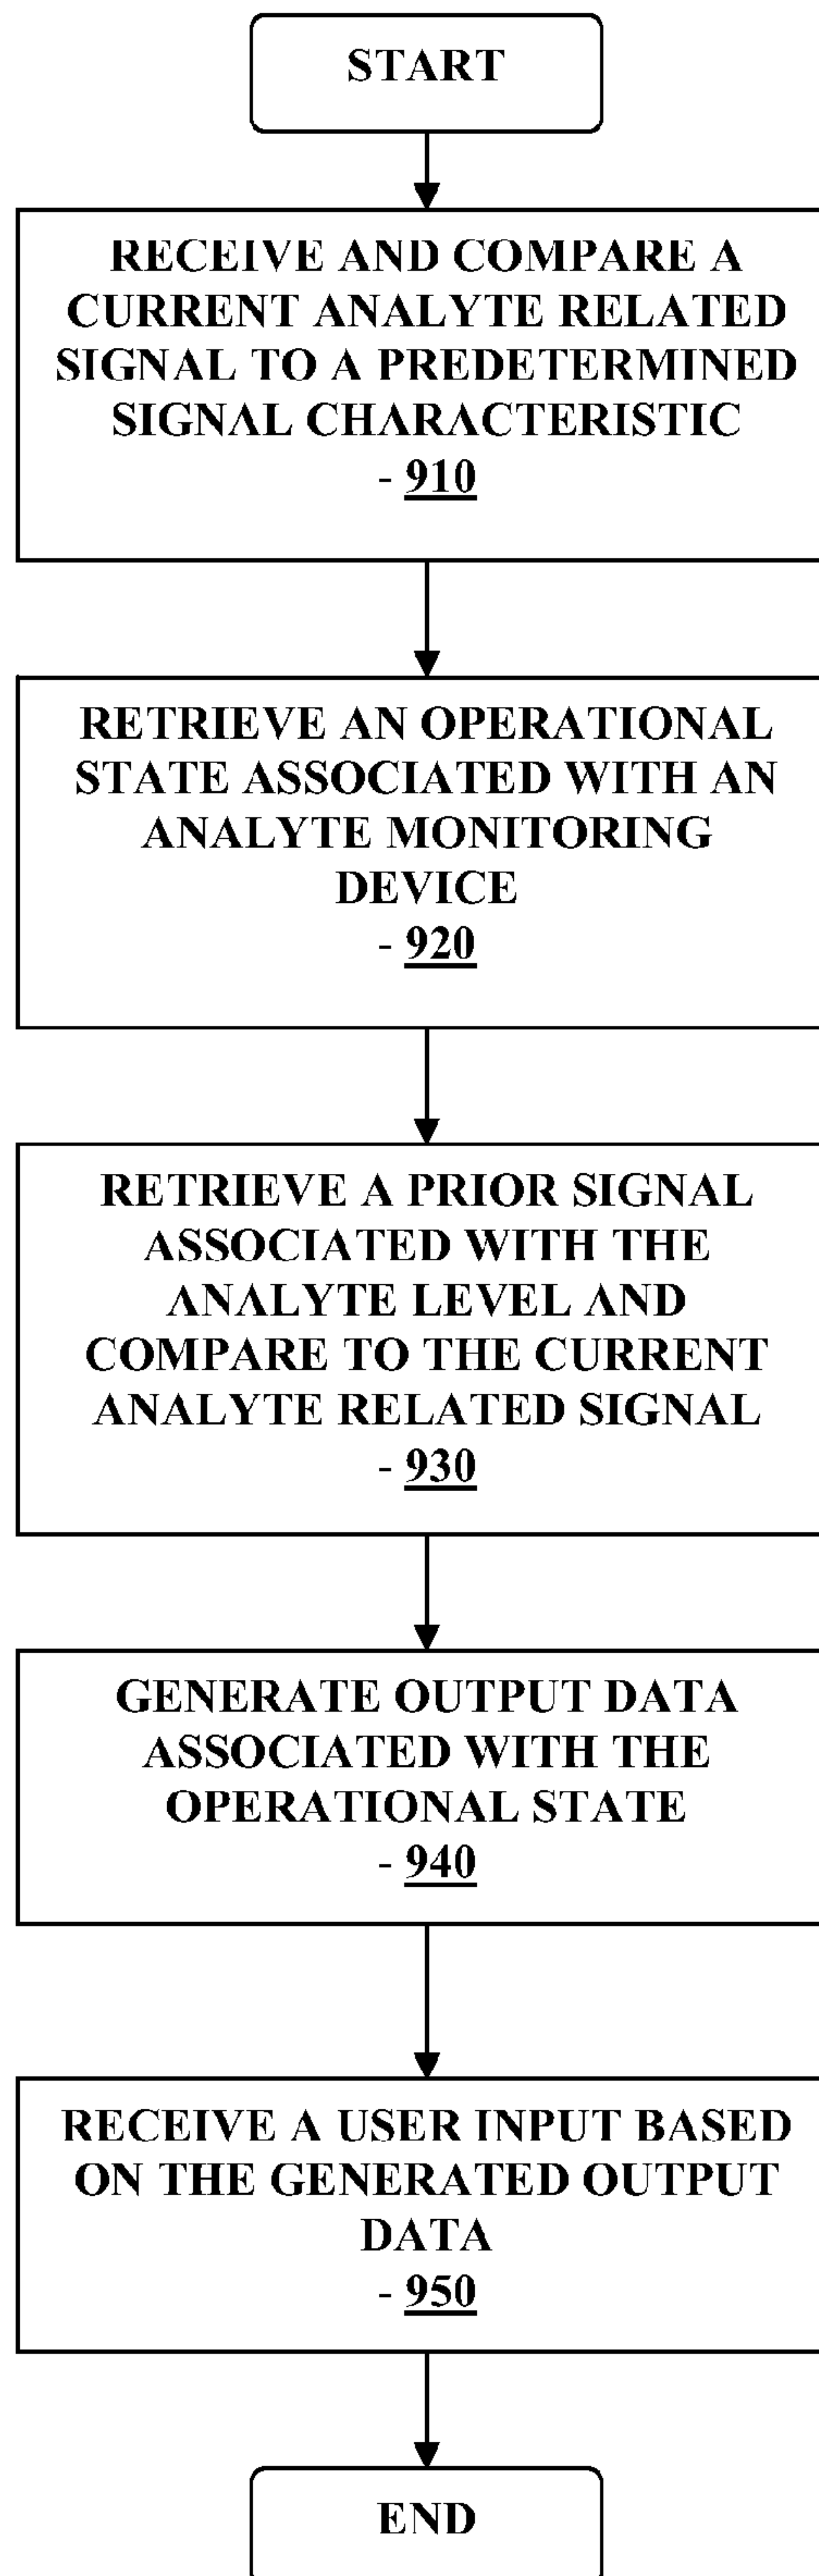 START
RECEIVE AND COMPARE A
CURRENT ANALYTE RELATED
SIGNAL TO A PREDETERMINED
SIGNAL CHARACTERISTIC
- 910
RETRIEVE AN OPERATIONAL
STATE ASSOCIATED WITH AN
ANALYTE MONITORING
DEVICE
- 920
RETRIEVE A PRIOR SIGNAL
ASSOCIATED WITH THE
ANALYTE LEVEL AND
COMPARE TO THE CURRENT
ANALYTE RELATED SIGNAL
- 930
GENERATE OUTPUT DATA
ASSOCIATED WITH THE
OPERATIONAL STATE
- 940
RECEIVE A USER INPUT BASED
ON THE GENERATED OUTPUT
DATA
- 950
END